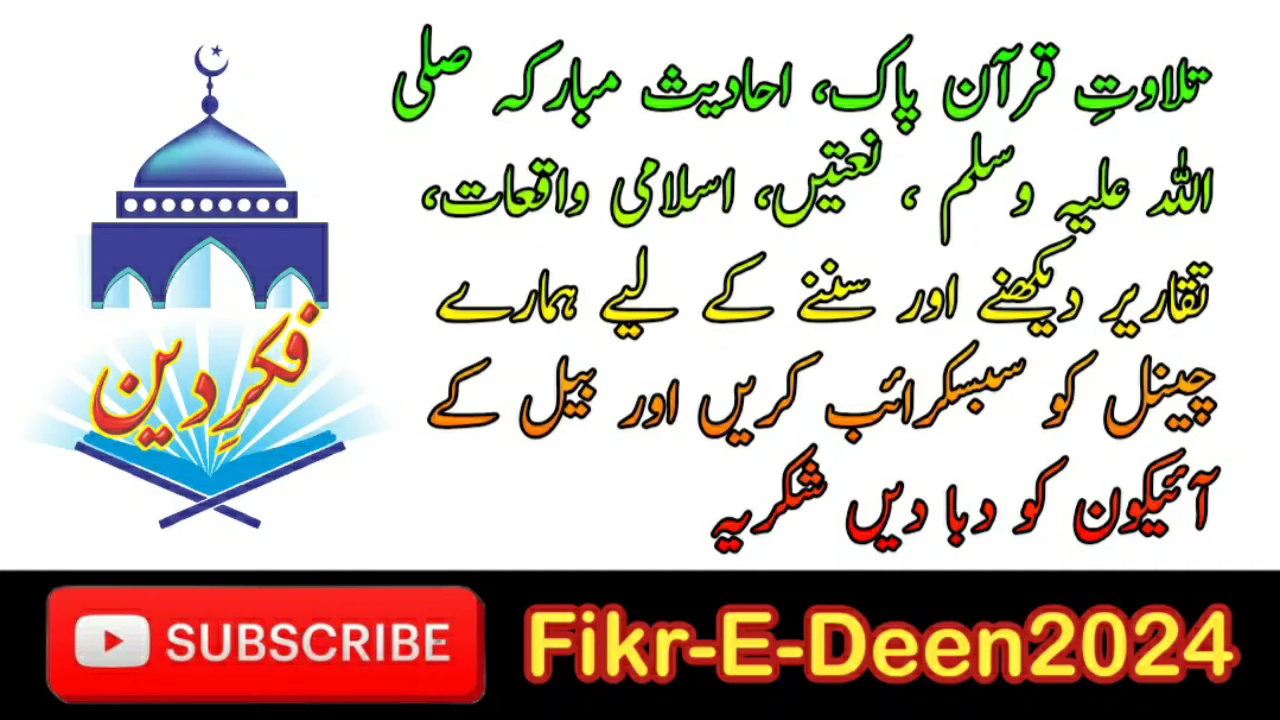 تلاوتِ قرآن پاک، احادیث مبارکہ صلی
اللہ علیہ وسلم ، نعتیں، اسلامی واقعات،
تقاریر دیکھنے اور سننے کے لیے ہمارے
چینل کو سبسکرائب کریں اور بیل کے
آئیکون کو دبا دیں شکریہ
فکرِ دین
SUBSCRIBE
Fikr-E-Deen2024